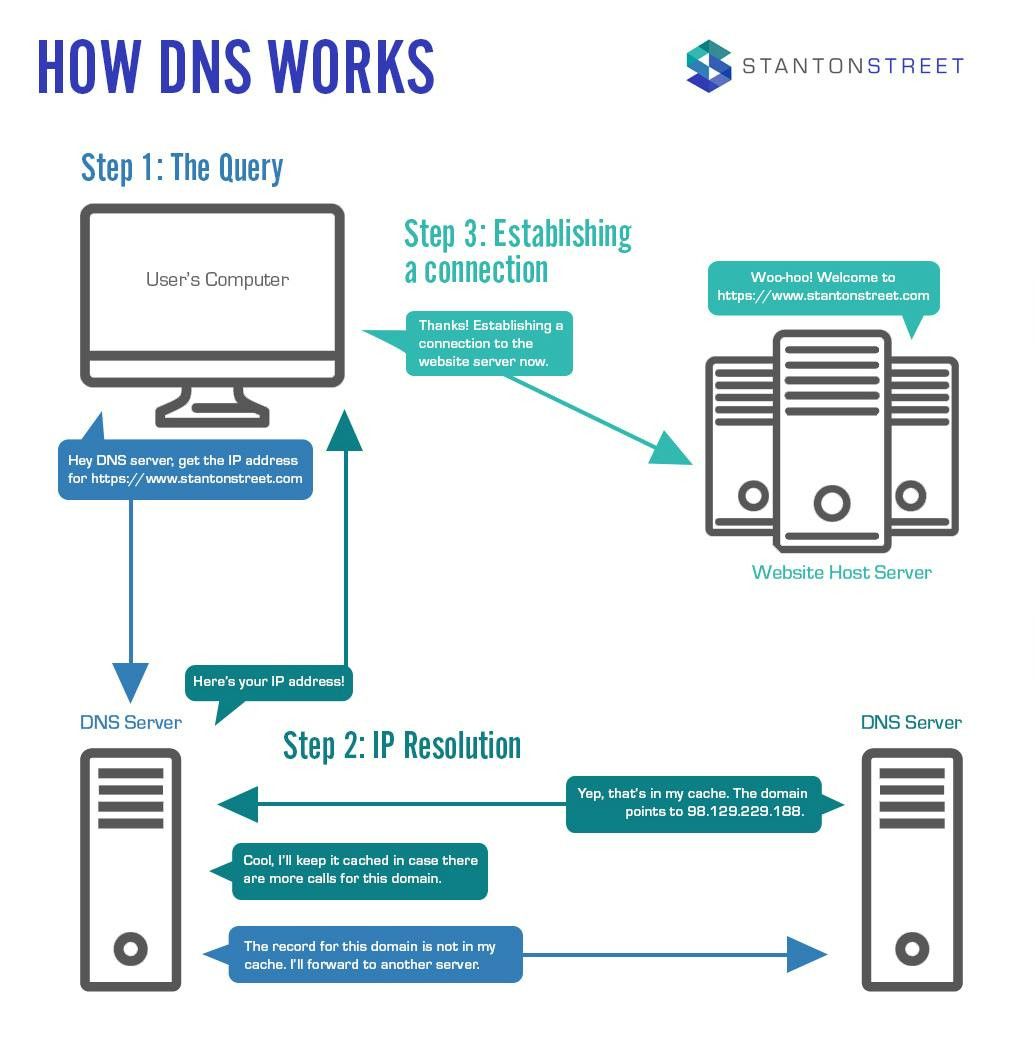 HOW DNS WORKS
STANTONSTREET
Step 1: The Query
User's Computer
Hey DNS server, get the IP address
for https://www.stantonstreet.com
Step 3: Establishing
a connection
Thanks! Establishing a
connection to the
website server now.
Woo-hoo! Welcome to
https://www.stantonstreet.com
Website Host Server
Here's your IP address!
DNS Server
Step 2: IP Resolution
DNS Server
Yep, that's in my cache. The domain
points to 98.129.229.188.
Cool, I'll keep it cached in case there
are more calls for this domain.
The record for this domain is not in my
cache. I'll forward to another server.